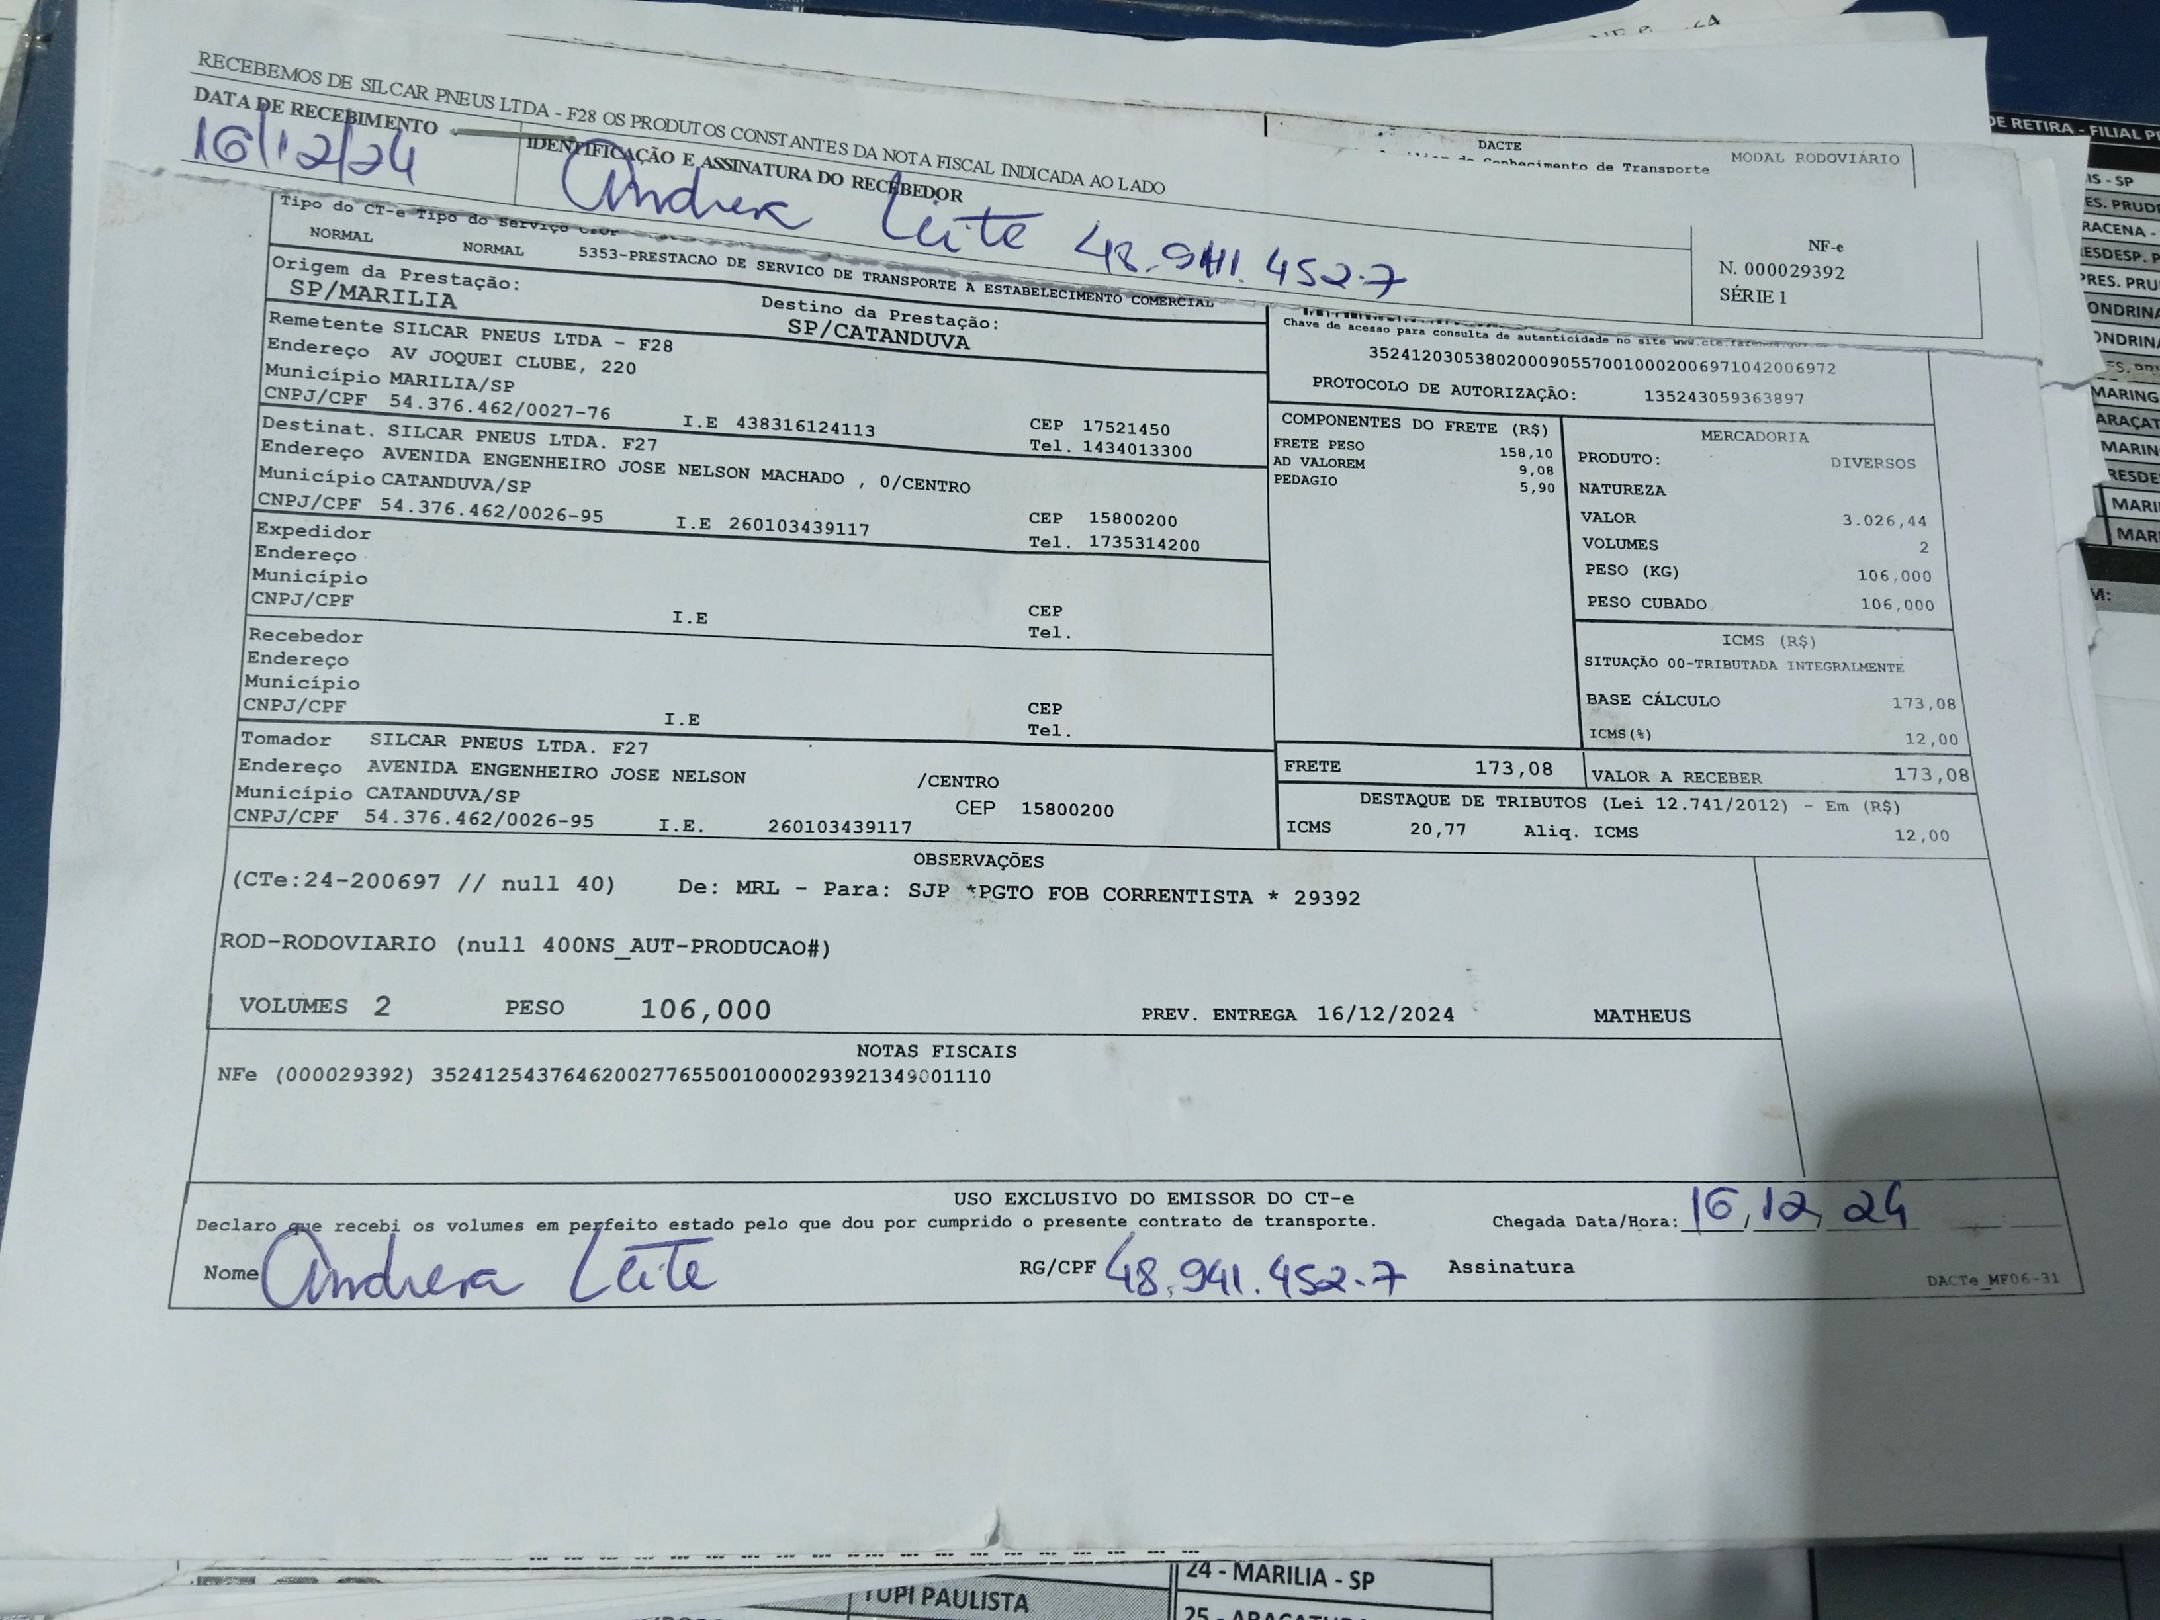 RECEBEMOS DE SILCAR PNEUS LTDA - F28 OS PRODUTOS CONSTANTES DA NOTA FISCAL INDICADA AO LADO
DATA DE RECEBIMENTO
16/12/24
IDENTIFICAÇÃO E ASSINATURA DO RECEBEDOR
Andrea Leite 48.941.452-7
NF-e
N. 000029392
SÉRIE 1
DACTE
Conhecimento de Transporte
MODAL RODOVIÁRIO
Tipo do CT-e Tipo do Serviço CFOP
NORMAL NORMAL 5353-PRESTACAO DE SERVICO DE TRANSPORTE A ESTABELECIMENTO COMERCIAL
Origem da Prestação:
SP/MARILIA
Destino da Prestação:
SP/CATANDUVA
Remetente SILCAR PNEUS LTDA - F28
Endereço AV JOQUEI CLUBE, 220
Município MARILIA/SP
CEP 17521450
CNPJ/CPF 54.376.462/0027-76 I.E 438316124113
Tel. 1434013300
Destinat. SILCAR PNEUS LTDA. F27
Endereço AVENIDA ENGENHEIRO JOSE NELSON MACHADO , 0/CENTRO
Município CATANDUVA/SP
CEP 15800200
CNPJ/CPF 54.376.462/0026-95 I.E 260103439117
Tel. 1735314200
Expedidor
Endereço
Município
CEP
CNPJ/CPF I.E
Tel.
Recebedor
Endereço
Município
CEP
CNPJ/CPF I.E
Tel.
Tomador SILCAR PNEUS LTDA. F27
Endereço AVENIDA ENGENHEIRO JOSE NELSON /CENTRO
Município CATANDUVA/SP CEP 15800200
CNPJ/CPF 54.376.462/0026-95 I.E. 260103439117
Chave de acesso para consulta de autenticidade no site www.cte.fazenda.gov.
35241203053802000905570010002006971042006972
PROTOCOLO DE AUTORIZAÇÃO: 135243059363897
COMPONENTES DO FRETE (R$)
FRETE PESO 158,10
AD VALOREM 9,08
PEDAGIO 5,90
MERCADORIA
PRODUTO: DIVERSOS
NATUREZA
VALOR 3.026,44
VOLUMES 2
PESO (KG) 106,000
PESO CUBADO 106,000
ICMS (R$)
SITUAÇÃO 00-TRIBUTADA INTEGRALMENTE
BASE CÁLCULO 173,08
ICMS(%) 12,00
FRETE 173,08
VALOR A RECEBER 173,08
DESTAQUE DE TRIBUTOS (Lei 12.741/2012) - Em (R$)
ICMS 20,77 Aliq. ICMS 12,00
OBSERVAÇÕES
(CTe:24-200697 // null 40) De: MRL - Para: SJP *PGTO FOB CORRENTISTA * 29392
ROD-RODOVIARIO (null 400NS_AUT-PRODUCAO#)
VOLUMES 2 PESO 106,000 PREV. ENTREGA 16/12/2024 MATHEUS
NOTAS FISCAIS
NFe (000029392) 35241254376462002776550010000293921349001110
USO EXCLUSIVO DO EMISSOR DO CT-e
Declaro que recebi os volumes em perfeito estado pelo que dou por cumprido o presente contrato de transporte.
Chegada Data/Hora: 16/12/24
Nome Andrea Leite RG/CPF 48.941.452-7 Assinatura
DACTe_MF06-31
DE RETIRA - FILIAL
TUPI PAULISTA
24 - MARILIA - SP